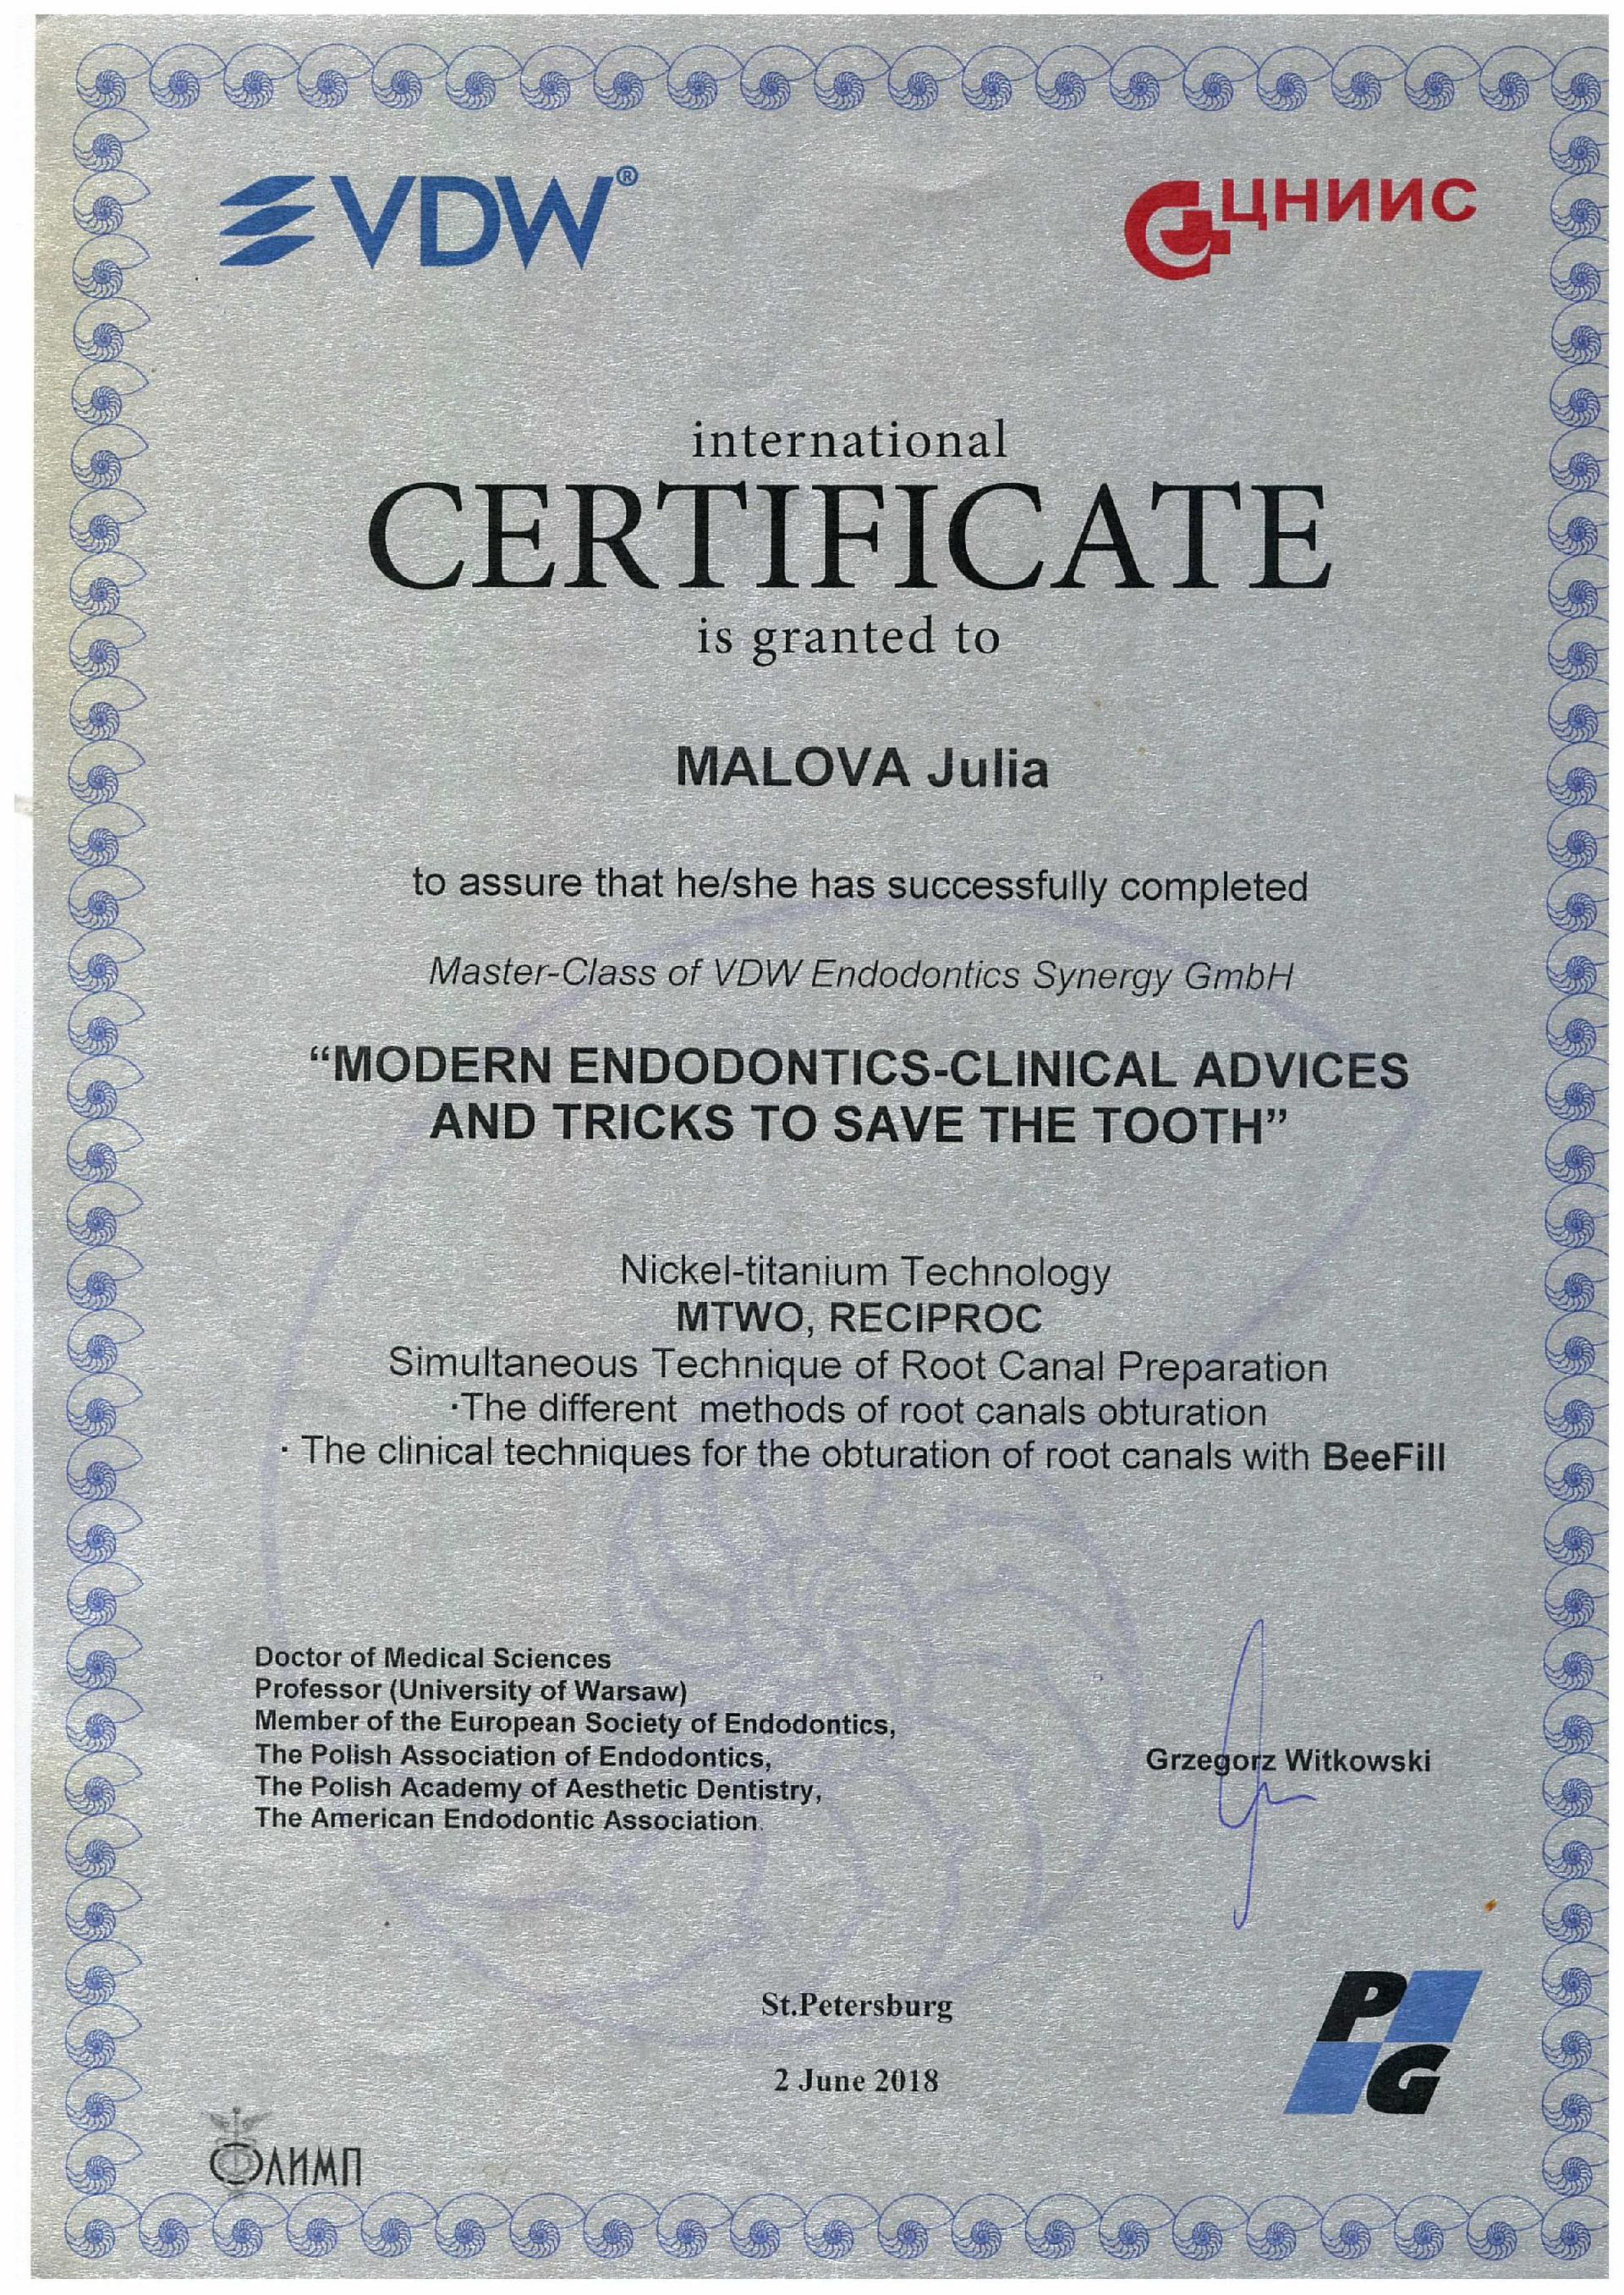 VDW®
ЦНИИС
international
CERTIFICATE
is granted to
MALOVA Julia
to assure that he/she has successfully completed
Master-Class of VDW Endodontics Synergy GmbH
“MODERN ENDODONTICS-CLINICAL ADVICES
AND TRICKS TO SAVE THE TOOTH”
Nickel-titanium Technology
MTWO, RECIPROC
Simultaneous Technique of Root Canal Preparation
·The different methods of root canals obturation
· The clinical techniques for the obturation of root canals with BeeFill
Doctor of Medical Sciences
Professor (University of Warsaw)
Member of the European Society of Endodontics,
The Polish Association of Endodontics,
The Polish Academy of Aesthetic Dentistry,
The American Endodontic Association.
Grzegorz Witkowski
St.Petersburg
2 June 2018
PG
ОЛИМП